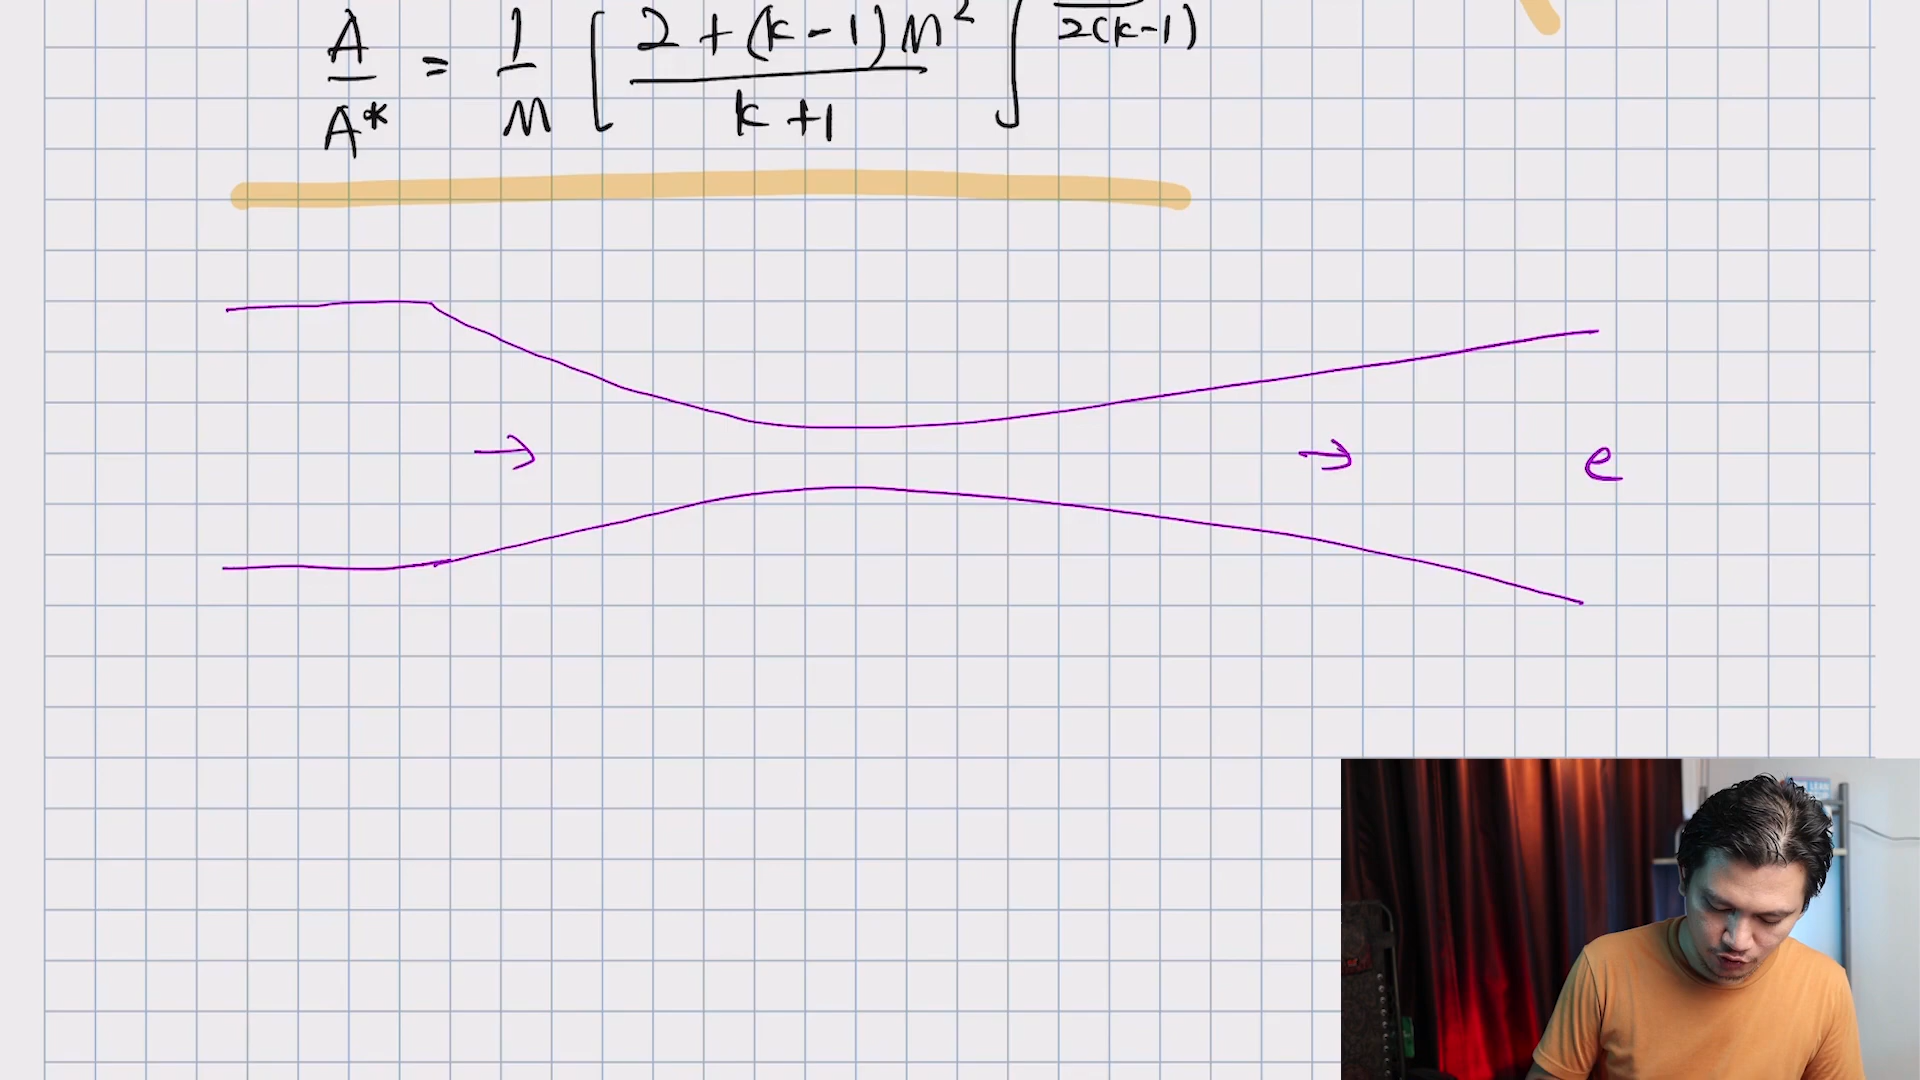 A/A* = 1/M [ 2 + (k-1)M² / k+1 ] 2(k-1)
e